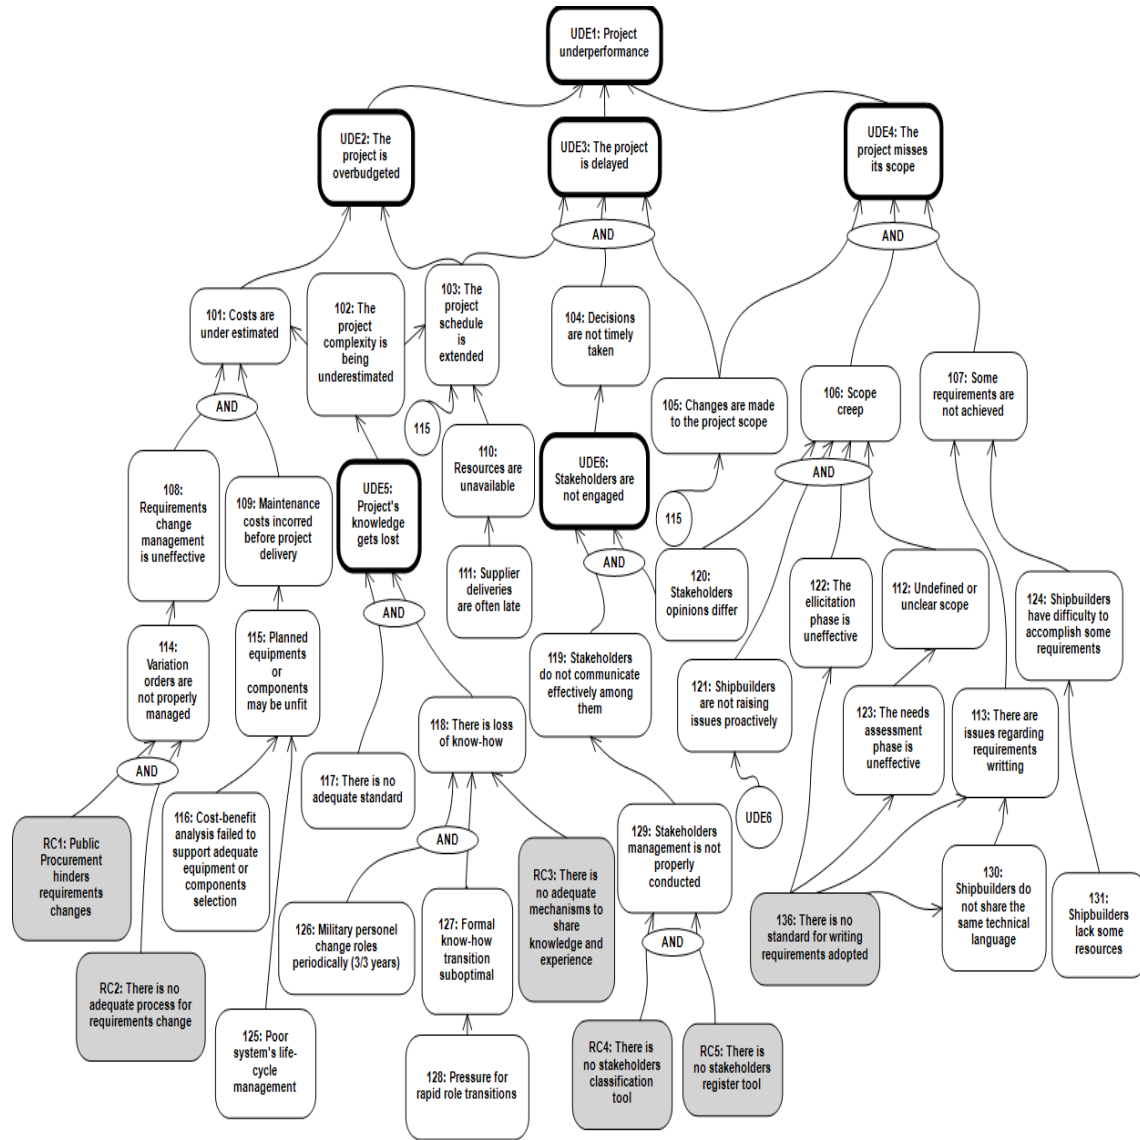 UDE1: Project
underperformance
UDE2: The
project is
overbudgeted
UDE3: The project
is delayed
UDE4: The
project misses
its scope
AND
AND
101: Costs are
under estimated
102: The
project
complexity is
being
underestimated
103: The
project
schedule is
extended
104: Decisions
are not timely
taken
105: Changes are made
to the project scope
106: Scope
creep
107: Some
requirements are
not achieved
AND
115
108:
Requirements
change
management
is uneffective
109: Maintenance
costs incorred
before project
delivery
UDE5:
Project's
knowledge
gets lost
110:
Resources are
unavailable
UDE6:
Stakeholders are
not engaged
115
AND
111: Supplier
deliveries
are often late
AND
120:
Stakeholders
opinions differ
122: The
ellicitation
phase is
uneffective
112: Undefined or
unclear scope
124: Shipbuilders
have difficulty to
accomplish some
requirements
114:
Variation
orders are
not properly
managed
115: Planned
equipments
or
components
may be unfit
AND
118: There is loss
of know-how
119: Stakeholders
do not communicate
effectively among
them
121: Shipbuilders
are not raising
issues proactively
123: The needs
assessment
phase is
uneffective
113: There are
issues regarding
requirements
writting
AND
117: There is no
adequate standard
RC1: Public
Procurement
hinders
requirements
changes
116: Cost-benefit
analysis failed to
support adequate
equipment or
components
selection
AND
RC3: There is
no adequate
mechanisms to
share
knowledge and
experience
129: Stakeholders
management is not
properly
conducted
UDE6
126: Military personel
change roles
periodically (3/3 years)
127: Formal
know-how
transition
suboptimal
136: There is no
standard for writing
requirements adopted
130:
Shipbuilders do
not share the
same technical
language
131:
Shipbuilders
lack some
resources
AND
RC2: There is no
adequate process for
requirements change
125: Poor
system's life-
cycle
management
128: Pressure for
rapid role transitions
RC4: There is
no stakeholders
classification
tool
RC5: There is
no stakeholders
register tool